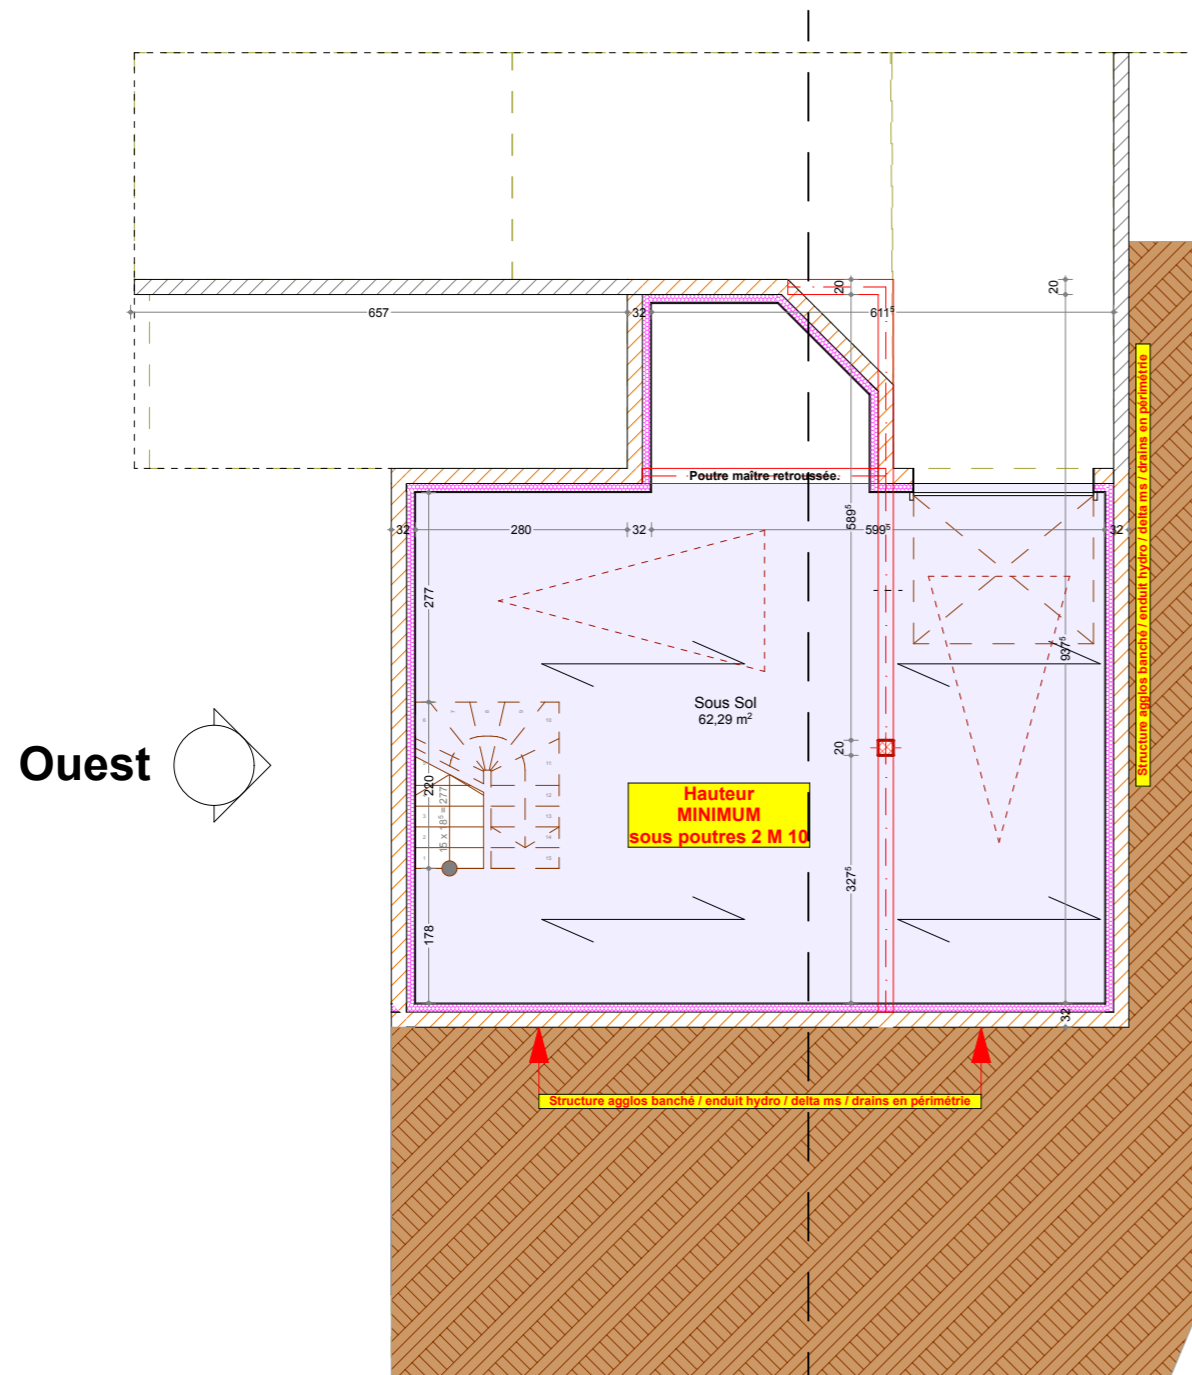 20
20
657
32
611⁵
Poutre maître retroussée.
32
280
32
599⁵
32
589⁵
277
937⁵
Structure agglos banché / enduit hydro / delta ms / drains en périmétrie
Sous Sol
62,29 m²
Ouest
20
220
15 x 18⁵ = 277
Hauteur
MINIMUM
sous poutres 2 M 10
327⁵
178
32
Structure agglos banché / enduit hydro / delta ms / drains en périmétrie